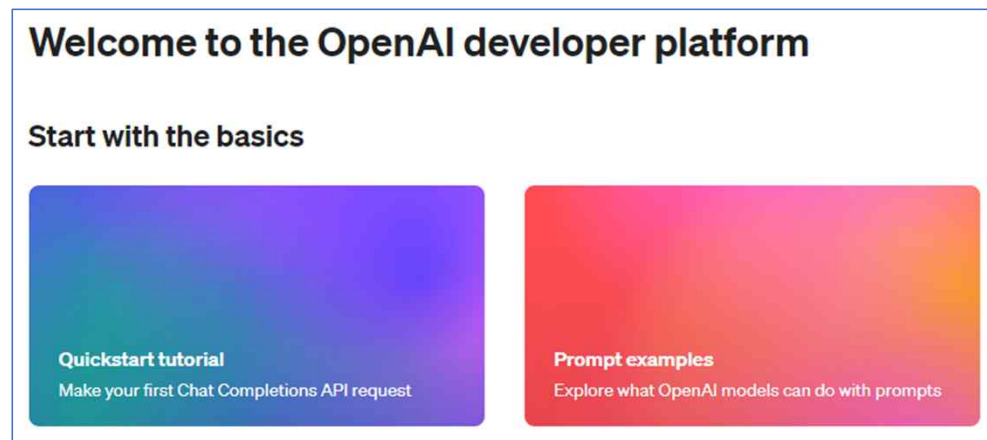 Welcome to the OpenAI developer platform
Start with the basics
Quickstart tutorial
Make your first Chat Completions API request
Prompt examples
Explore what OpenAI models can do with prompts